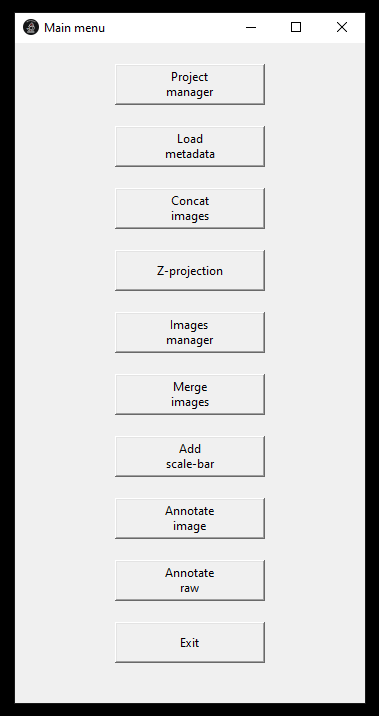 Main menu
Project
manager
Load
metadata
Concat
images
Z-projection
Images
manager
Merge
images
Add
scale-bar
Annotate
image
Annotate
raw
Exit